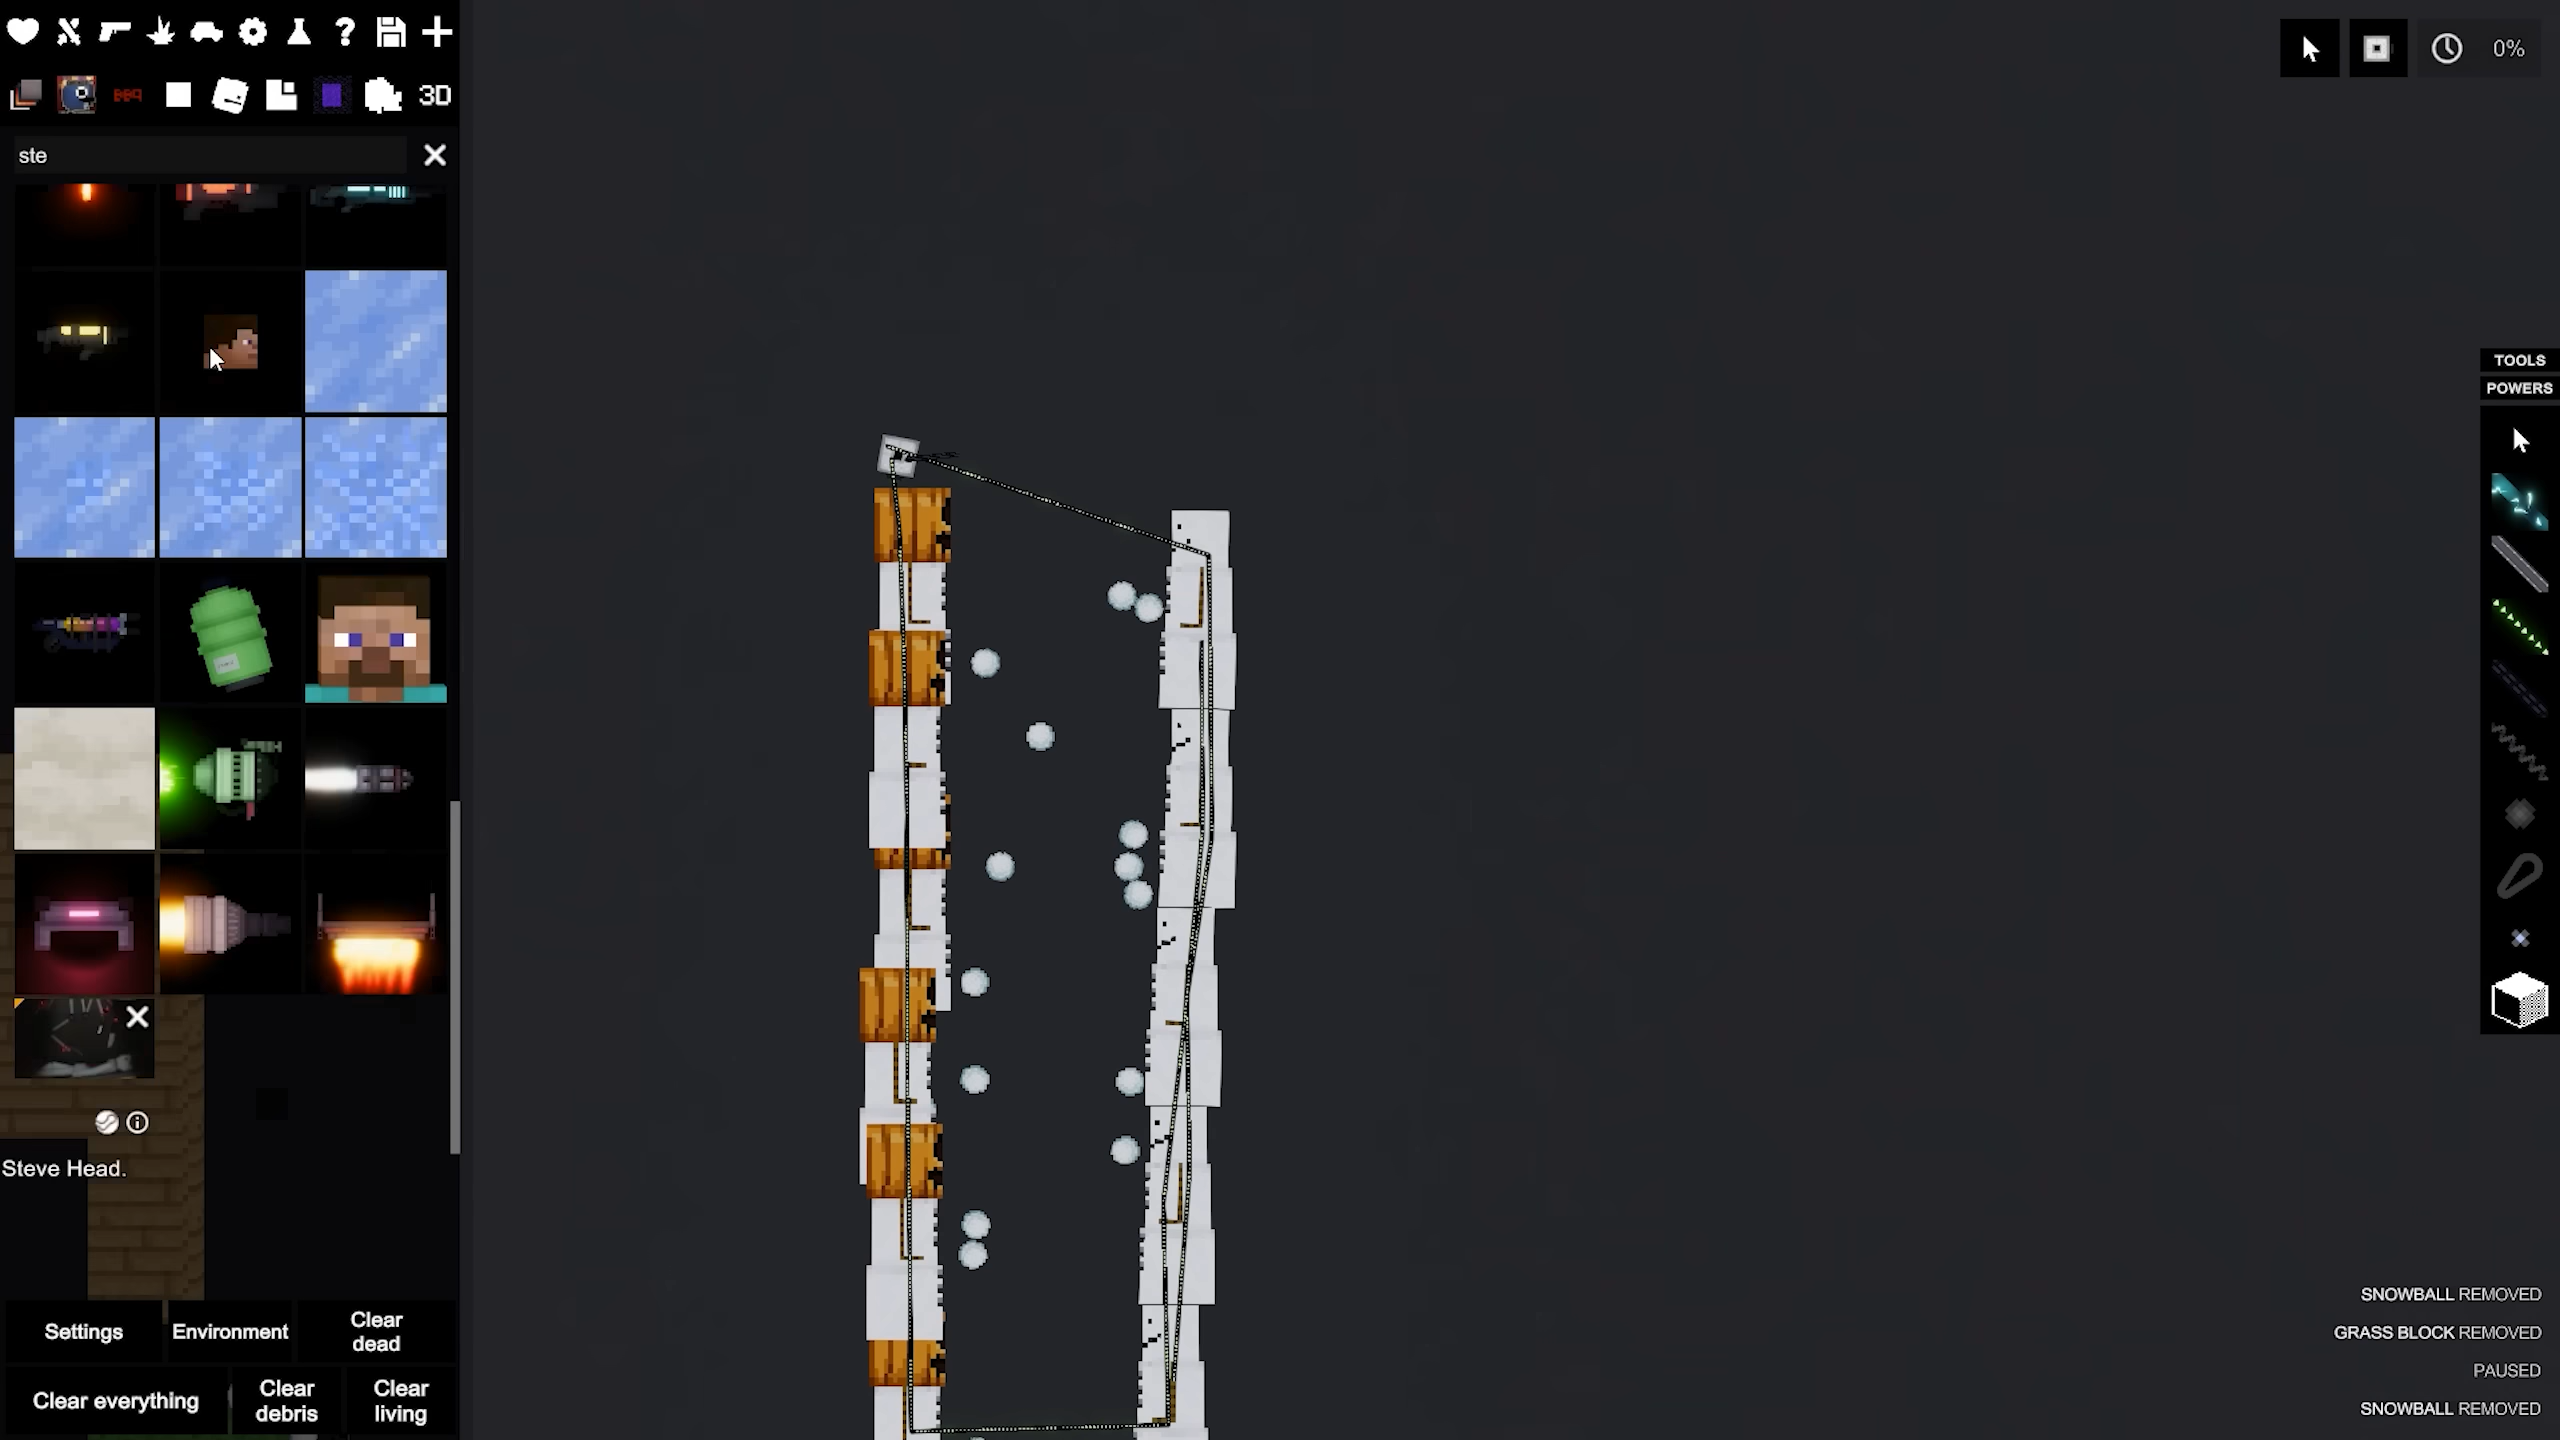 BBQ
3D
ste
0%
TOOLS
POWERS
Steve Head.
Settings
Environment
Clear dead
Clear everything
Clear debris
Clear living
SNOWBALL REMOVED
GRASS BLOCK REMOVED
PAUSED
SNOWBALL REMOVED